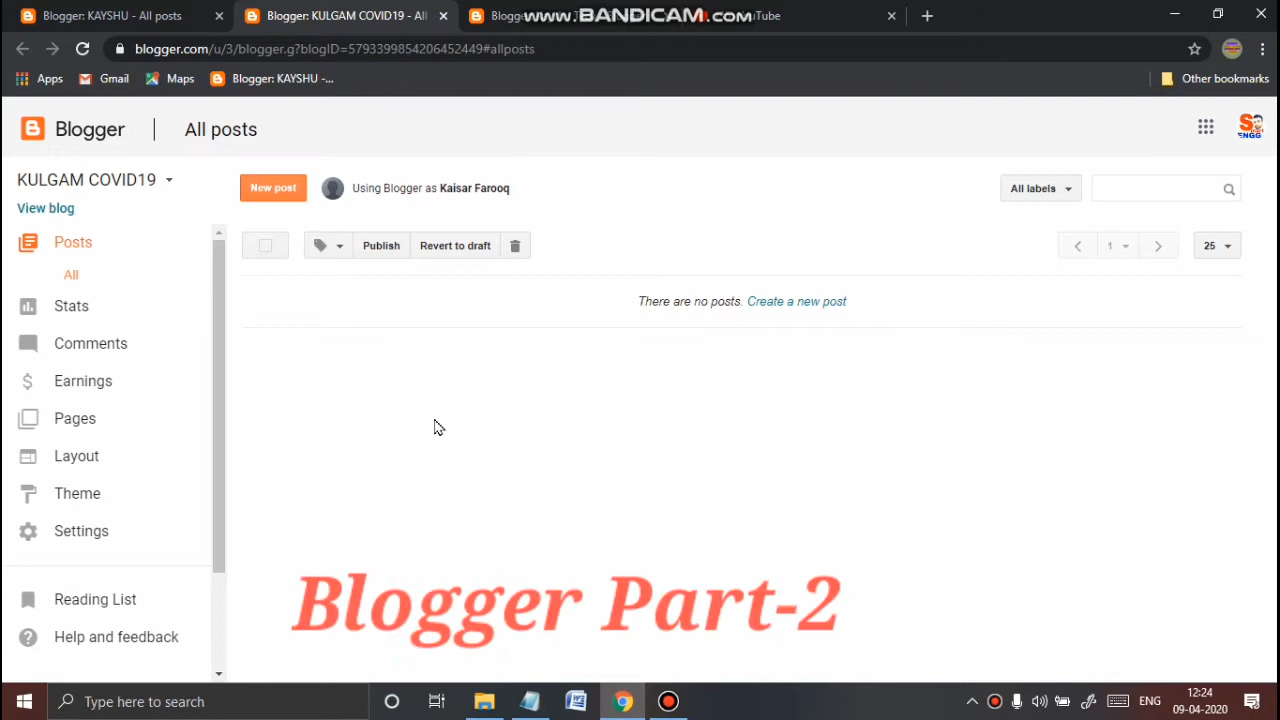 Blogger: KAYSHU - All posts
Blogger: KULGAM COVID19 - All
Blogge
www.BANDICAM.com
uTube
blogger.com/u/3/blogger.g?blogID=5793399854206452449#allposts
Apps
Gmail
Maps
Blogger: KAYSHU -...
Other bookmarks
Blogger
All posts
ENGG
KULGAM COVID19
New post
Using Blogger as Kaisar Farooq
All labels
View blog
Posts
Publish
Revert to draft
1
25
All
There are no posts. Create a new post
Stats
Comments
Earnings
Pages
Layout
Theme
Settings
Reading List
Help and feedback
Blogger Part-2
Type here to search
ENG
12:24
09-04-2020